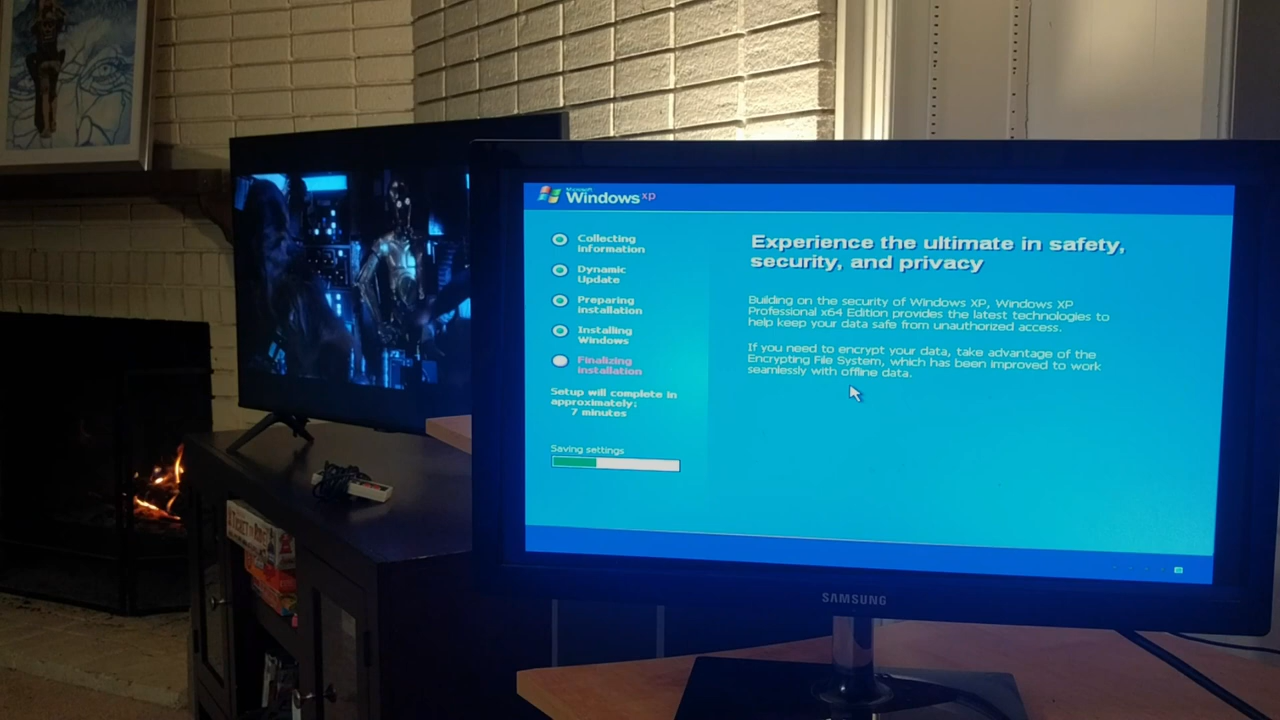 Microsoft
Windows xp
Collecting
information
Dynamic
Update
Preparing
installation
Installing
Windows
Finalizing
installation
Setup will complete in
approximately:
7 minutes
Saving settings
Experience the ultimate in safety,
security, and privacy
Building on the security of Windows XP, Windows XP
Professional x64 Edition provides the latest technologies to
help keep your data safe from unauthorized access.
If you need to encrypt your data, take advantage of the
Encrypting File System, which has been improved to work
seamlessly with offline data.
SAMSUNG
TICKET TO RIDE